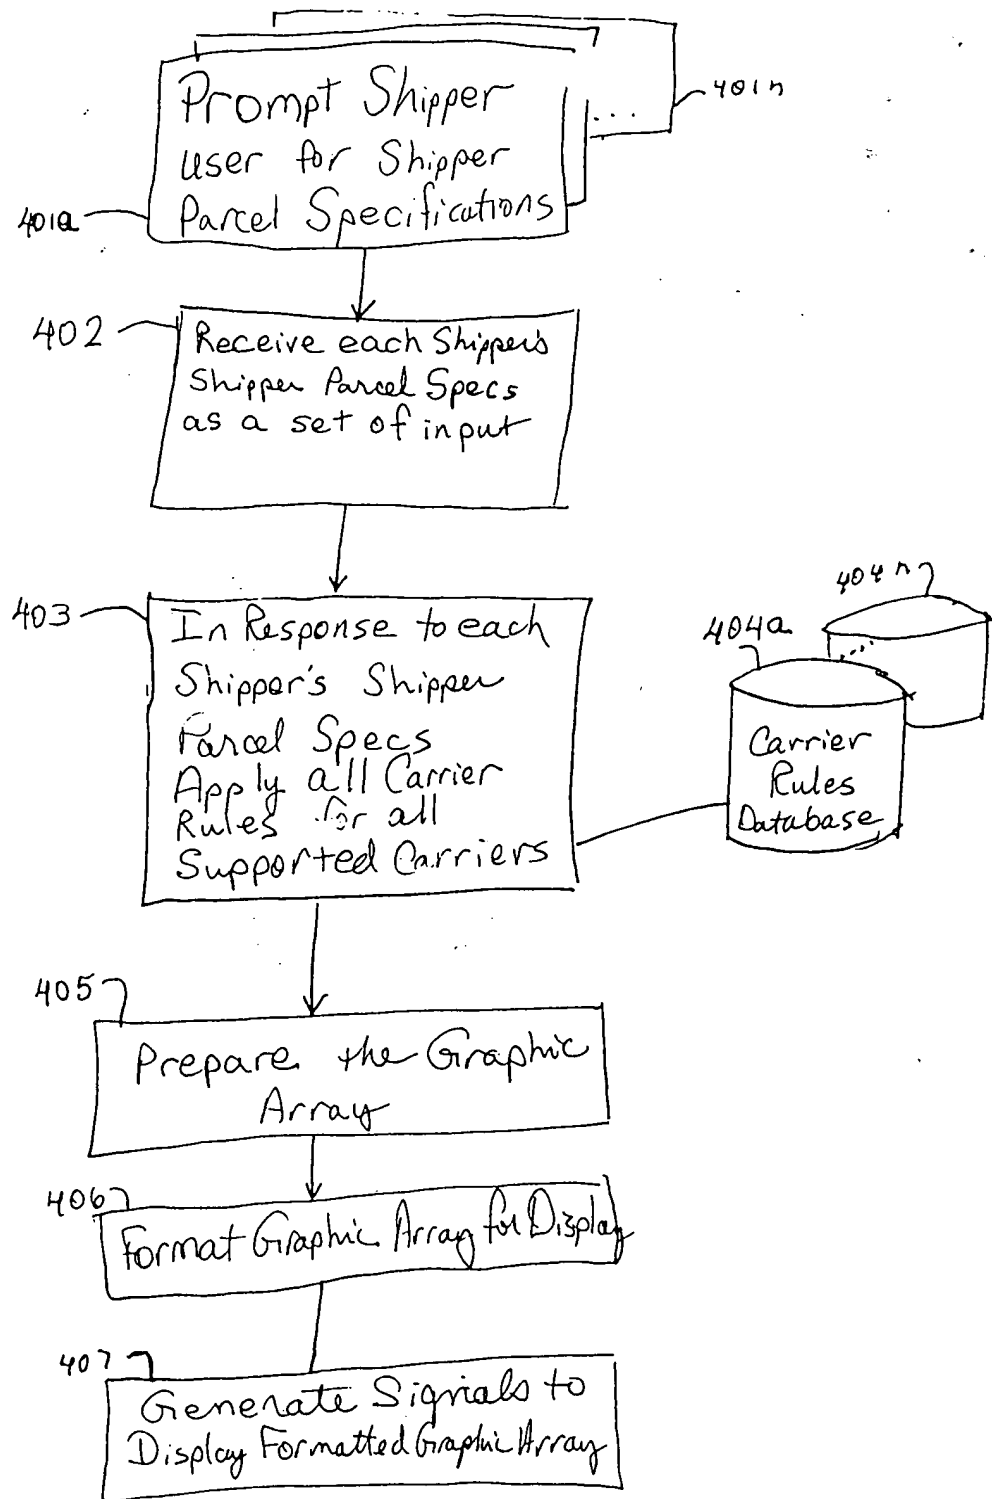 Prompt Shipper
user for Shipper
Parcel Specifications
401n
...
401a
402
Receive each Shipper's
Shipper Parcel Specs
as a set of input
403
In Response to each
Shipper's Shipper
Parcel Specs
Apply all Carrier
Rules for all
Supported Carriers
404n
404a
Carrier
Rules
Database
405
Prepare the Graphic
Array
406
Format Graphic Array for Display
407
Generate Signals to
Display Formatted Graphic Array